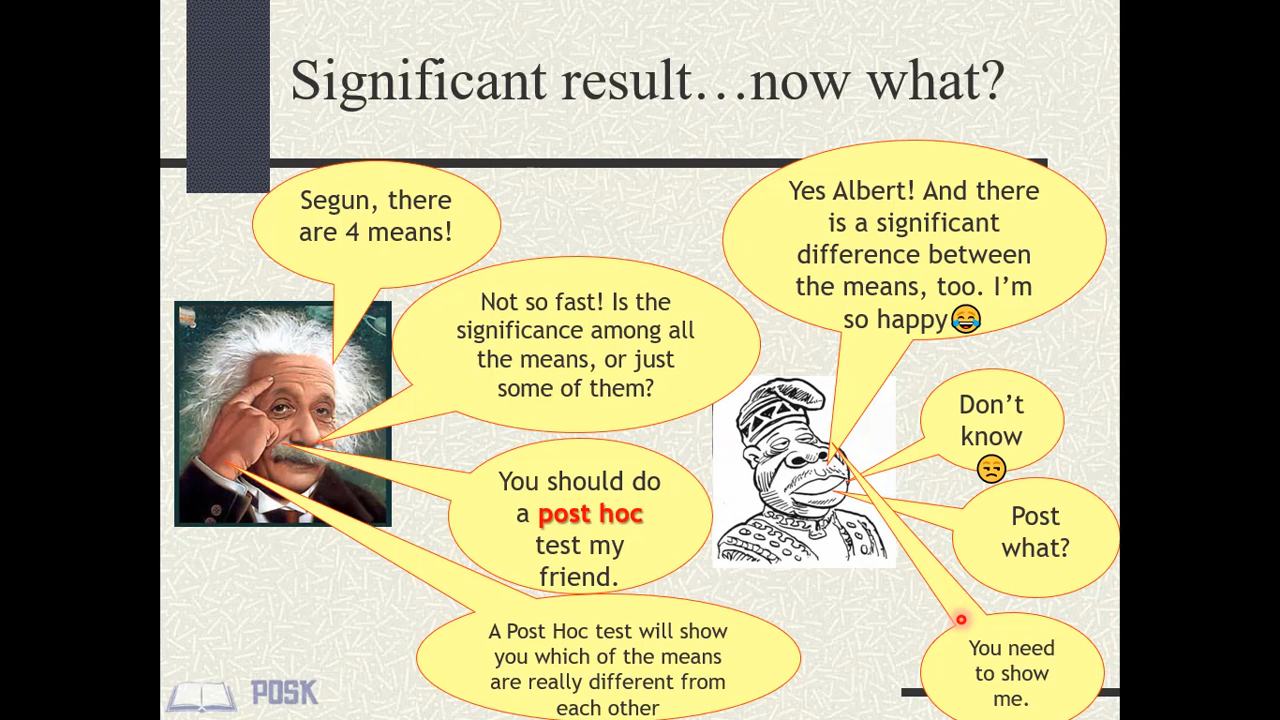 Significant result…now what?
Segun, there
are 4 means!
Yes Albert! And there
is a significant
difference between
the means, too. I’m
so happy😂
Not so fast! Is the
significance among all
the means, or just
some of them?
Don’t
know
😒
You should do
a post hoc
test my
friend.
Post
what?
A Post Hoc test will show
you which of the means
are really different from
each other
You need
to show
me.
POSK